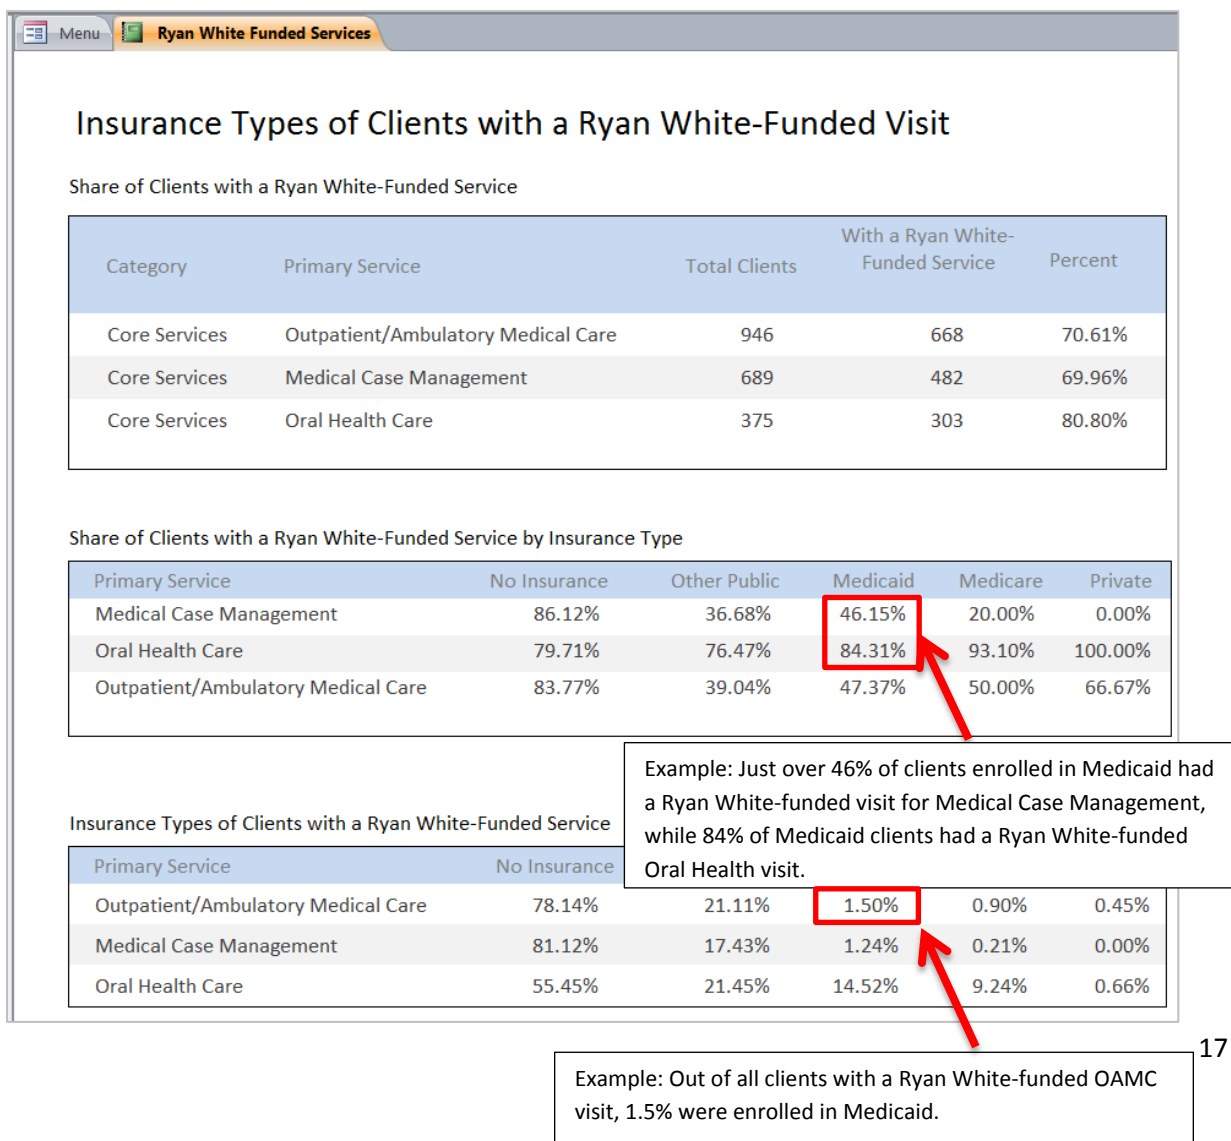 Menu Ryan White Funded Services
Insurance Types of Clients with a Ryan White-Funded Visit
Share of Clients with a Ryan White-Funded Service
Category Primary Service Total Clients With a Ryan White-
Funded Service Percent
Core Services Outpatient/Ambulatory Medical Care 946 668 70.61%
Core Services Medical Case Management 689 482 69.96%
Core Services Oral Health Care 375 303 80.80%
Share of Clients with a Ryan White-Funded Service by Insurance Type
Primary Service No Insurance Other Public Medicaid Medicare Private
Medical Case Management 86.12% 36.68% 46.15% 20.00% 0.00%
Oral Health Care 79.71% 76.47% 84.31% 93.10% 100.00%
Outpatient/Ambulatory Medical Care 83.77% 39.04% 47.37% 50.00% 66.67%
Example: Just over 46% of clients enrolled in Medicaid had
a Ryan White-funded visit for Medical Case Management,
while 84% of Medicaid clients had a Ryan White-funded
Oral Health visit.
Insurance Types of Clients with a Ryan White-Funded Service
Primary Service No Insurance
Outpatient/Ambulatory Medical Care 78.14% 21.11% 1.50% 0.90% 0.45%
Medical Case Management 81.12% 17.43% 1.24% 0.21% 0.00%
Oral Health Care 55.45% 21.45% 14.52% 9.24% 0.66%
17
Example: Out of all clients with a Ryan White-funded OAMC
visit, 1.5% were enrolled in Medicaid.